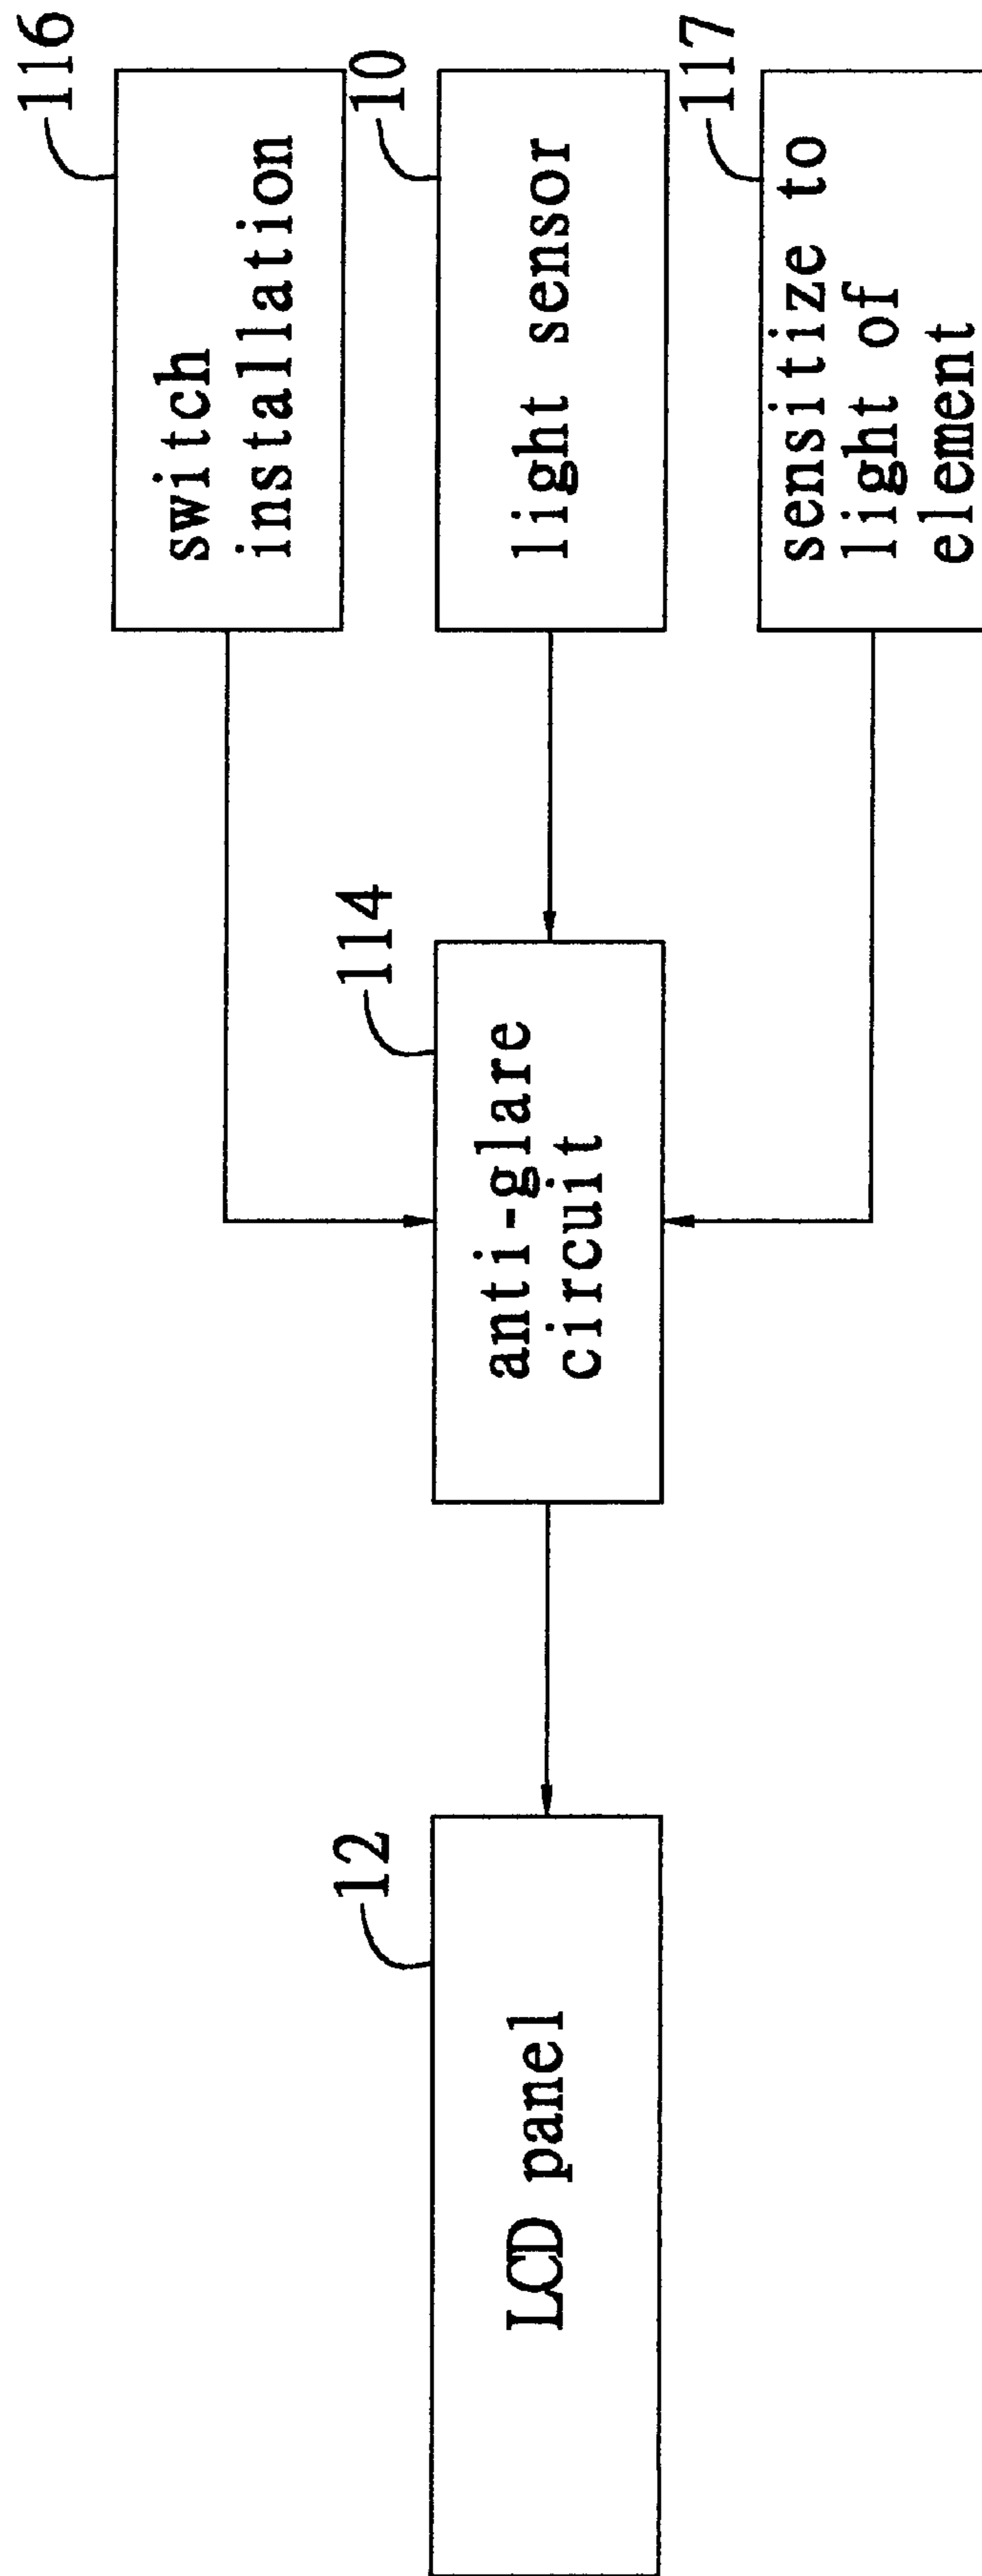 116
switch
installation
10
light sensor
117
sensitize to
light of
element
114
anti-glare
circuit
12
LCD panel